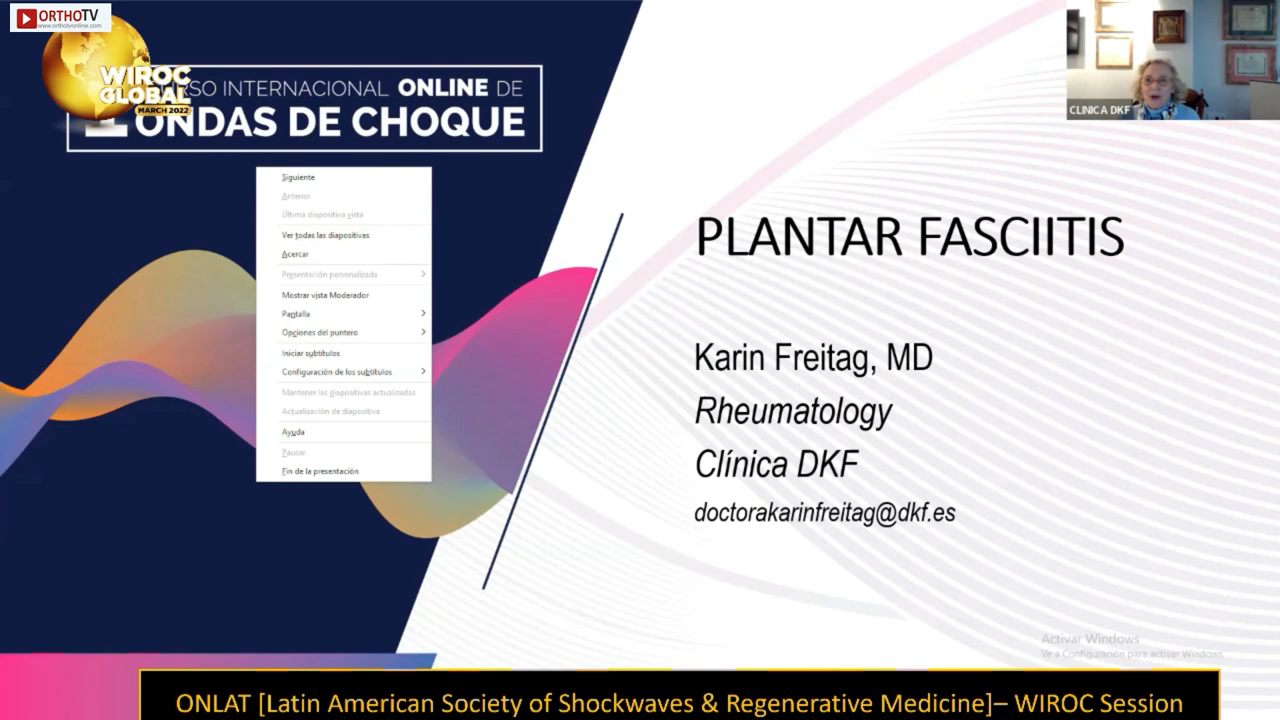 ORTHOTV
www.orthotvonline.com
WIROC
GLOBAL
MARCH 2022
RSO INTERNACIONAL ONLINE DE
ONDAS DE CHOQUE
CLINICA DKF
Siguiente
Anterior
Última diapositiva vista
Ver todas las diapositivas
Acercar
Presentación personalizada
Mostrar vista Moderador
Pantalla
Opciones del puntero
Iniciar subtítulos
Configuración de los subtítulos
Mantener las diapositivas actualizadas
Actualización de diapositiva
Ayuda
Pausar
Fin de la presentación
PLANTAR FASCIITIS
Karin Freitag, MD
Rheumatology
Clínica DKF
doctorakarinfreitag@dkf.es
Activar Windows
Ve a Configuración para activar Windows.
ONLAT [Latin American Society of Shockwaves & Regenerative Medicine]– WIROC Session